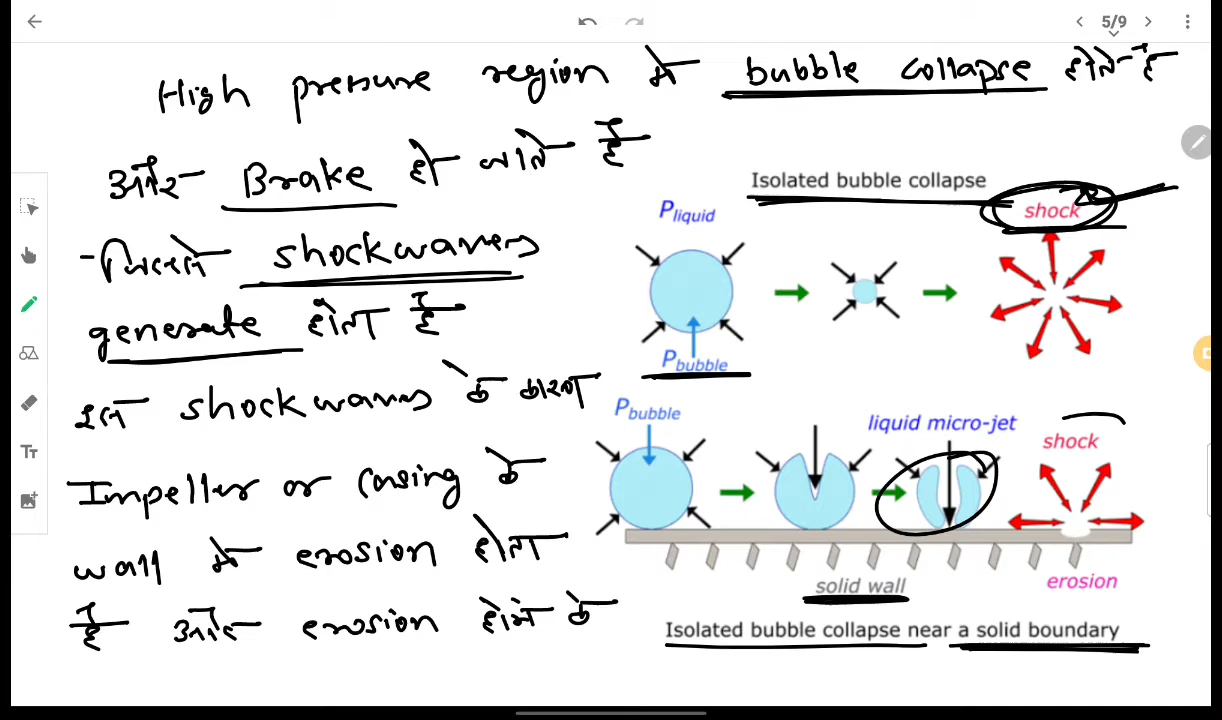 5/9
High pressure region में bubble collapse होते है
और Brake हो जाते है
जिससे shockwavers
generate होता है
इस shockwaves के कारण
Impeller or Casing के
wall में erosion होता
है और erosion होने के
Tт
Isolated bubble collapse
Pliquid
shock
Pbubble
Pbubble
liquid micro-jet
shock
solid wall
erosion
Isolated bubble collapse near a solid boundary